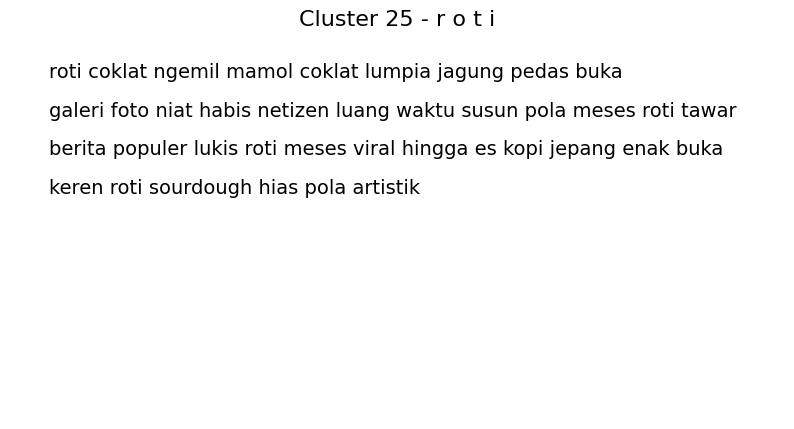 Cluster 25 - r o t i
roti coklat ngemil mamol coklat lumpia jagung pedas buka
galeri foto niat habis netizen luang waktu susun pola meses roti tawar
berita populer lukis roti meses viral hingga es kopi jepang enak buka
keren roti sourdough hias pola artistik